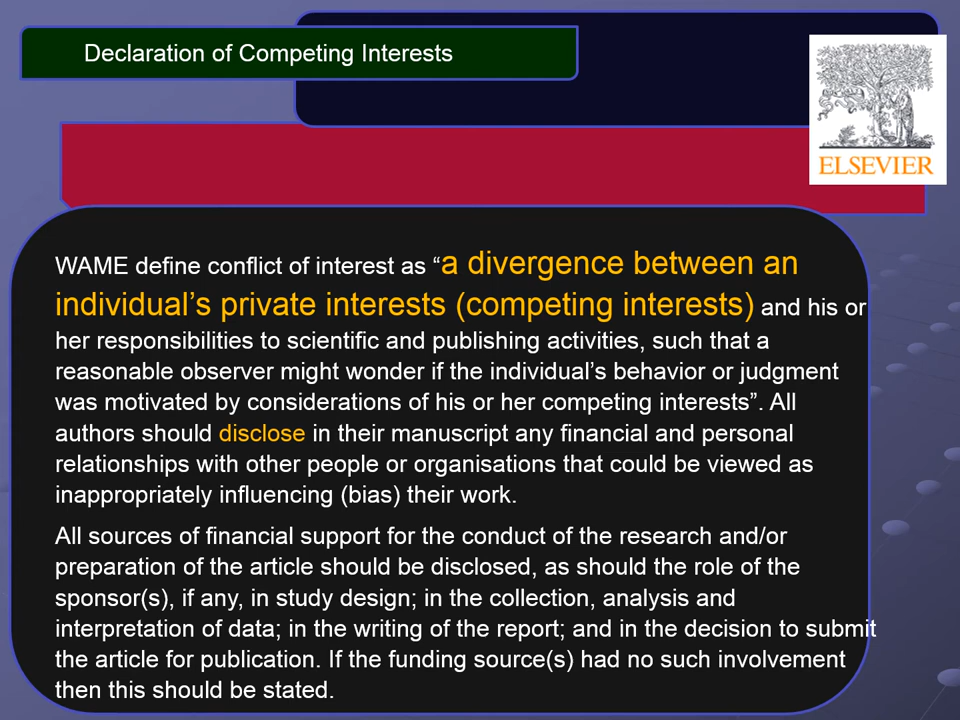 Declaration of Competing Interests
ELSEVIER
WAME define conflict of interest as “a divergence between an
individual’s private interests (competing interests) and his or
her responsibilities to scientific and publishing activities, such that a
reasonable observer might wonder if the individual’s behavior or judgment
was motivated by considerations of his or her competing interests”. All
authors should disclose in their manuscript any financial and personal
relationships with other people or organisations that could be viewed as
inappropriately influencing (bias) their work.
All sources of financial support for the conduct of the research and/or
preparation of the article should be disclosed, as should the role of the
sponsor(s), if any, in study design; in the collection, analysis and
interpretation of data; in the writing of the report; and in the decision to submit
the article for publication. If the funding source(s) had no such involvement
then this should be stated.